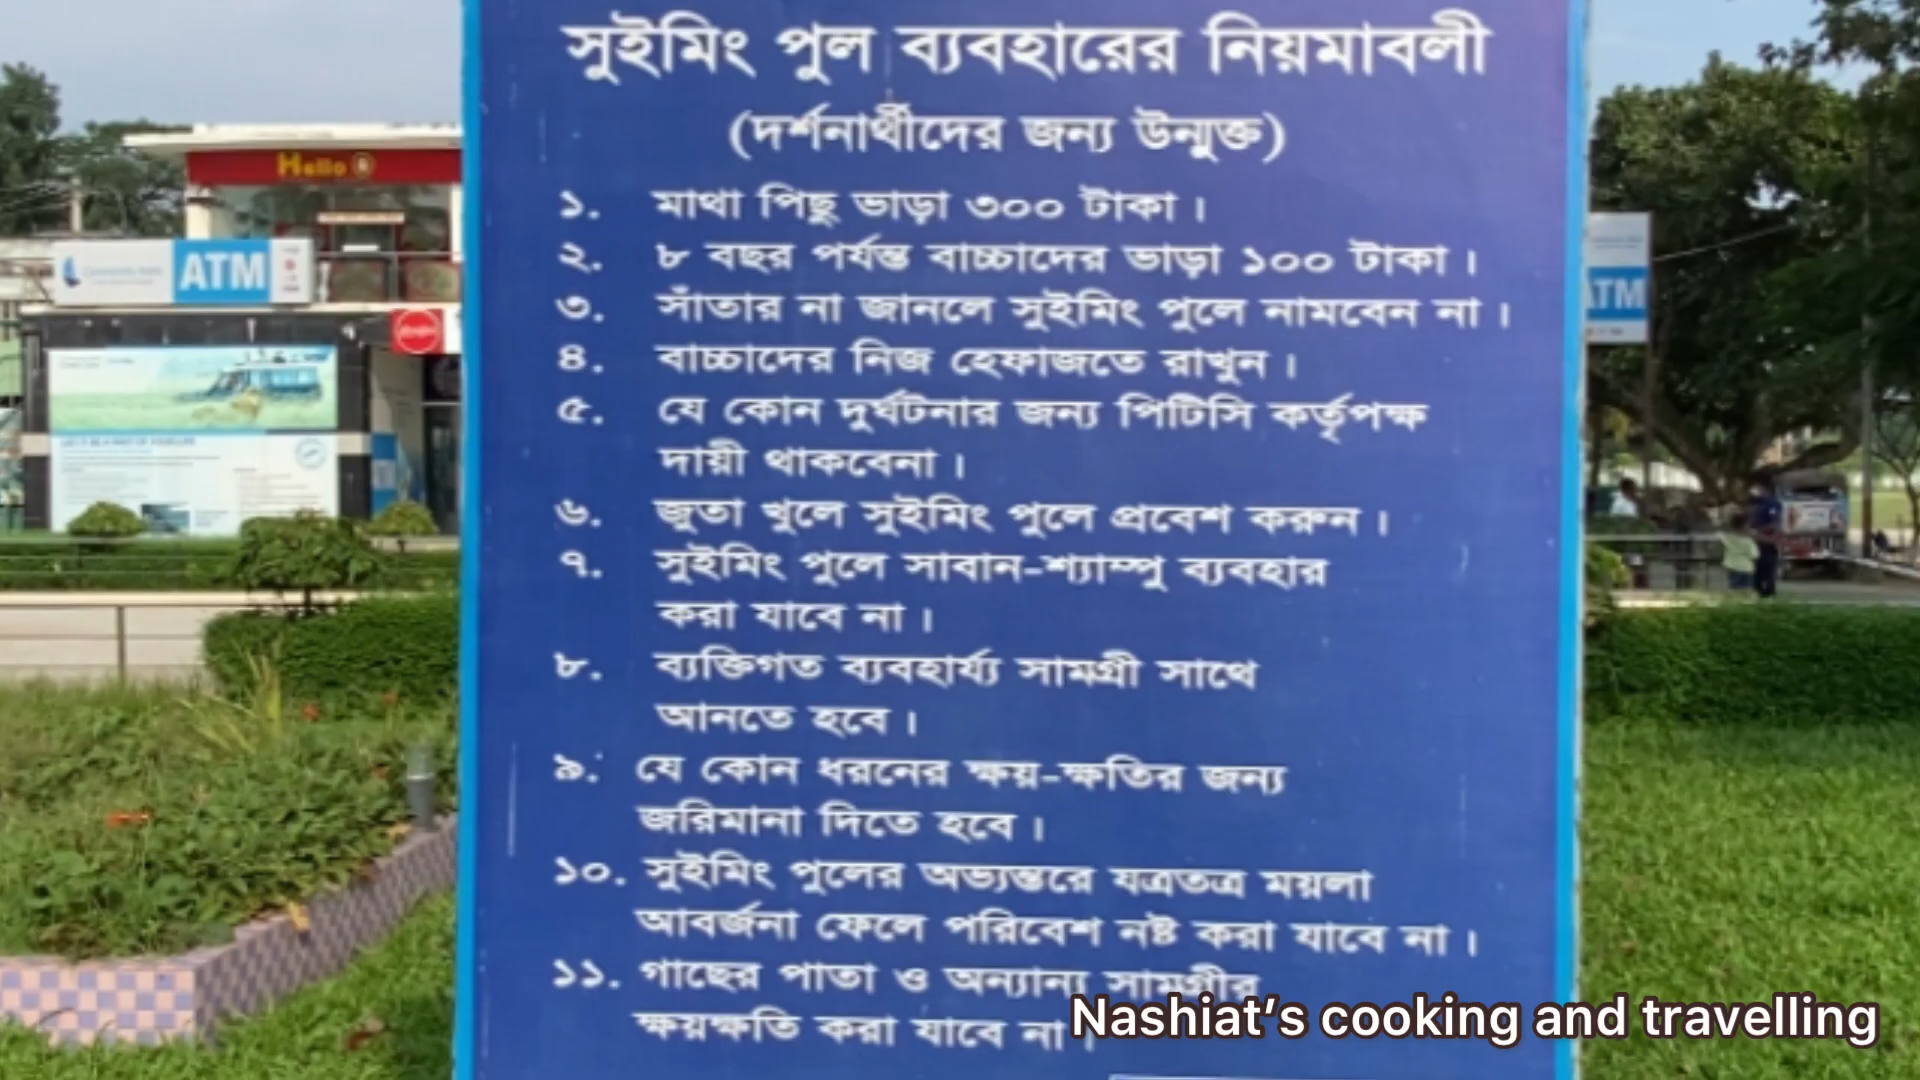 সুইমিং পুল ব্যবহারের নিয়মাবলী
(দর্শনার্থীদের জন্য উন্মুক্ত)
১. মাথা পিছু ভাড়া ৩০০ টাকা।
২. ৮ বছর পর্যন্ত বাচ্চাদের ভাড়া ১০০ টাকা।
৩. সাঁতার না জানলে সুইমিং পুলে নামবেন না।
৪. বাচ্চাদের নিজ হেফাজতে রাখুন।
৫. যে কোন দুর্ঘটনার জন্য পিটিসি কর্তৃপক্ষ
দায়ী থাকবেনা।
৬. জুতা খুলে সুইমিং পুলে প্রবেশ করুন।
৭. সুইমিং পুলে সাবান-শ্যাম্পু ব্যবহার
করা যাবে না।
৮. ব্যক্তিগত ব্যবহার্য্য সামগ্রী সাথে
আনতে হবে।
৯. যে কোন ধরনের ক্ষয়-ক্ষতির জন্য
জরিমানা দিতে হবে।
১০. সুইমিং পুলের অভ্যন্তরে যত্রতত্র ময়লা
আবর্জনা ফেলে পরিবেশ নষ্ট করা যাবে না।
১১. গাছের পাতা ও অন্যান্য সামগ্রীর
ক্ষয়ক্ষতি করা যাবে না।
Hello
ATM
ATM
Nashiat's cooking and travelling